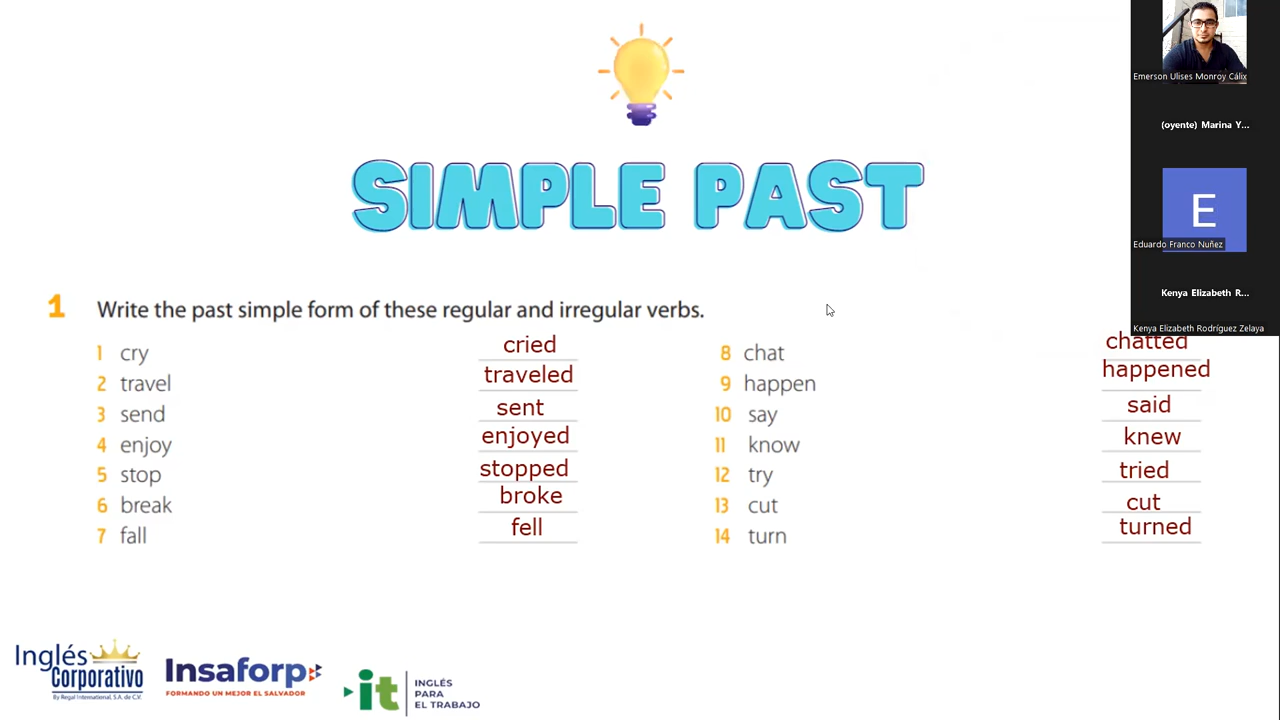 SIMPLE PAST
1 Write the past simple form of these regular and irregular verbs.
1 cry cried
2 travel traveled
3 send sent
4 enjoy enjoyed
5 stop stopped
6 break broke
7 fall fell
8 chat chatted
9 happen happened
10 say said
11 know knew
12 try tried
13 cut cut
14 turn turned
Inglés
Corporativo
By Regal International, S.A. de C.V.
Insaforp
FORMANDO UN MEJOR EL SALVADOR
it
INGLÉS
PARA
EL TRABAJO
Emerson Ulises Monroy Cálix
(oyente) Marina Y...
E
Eduardo Franco Nuñez
Kenya Elizabeth R...
Kenya Elizabeth Rodríguez Zelaya